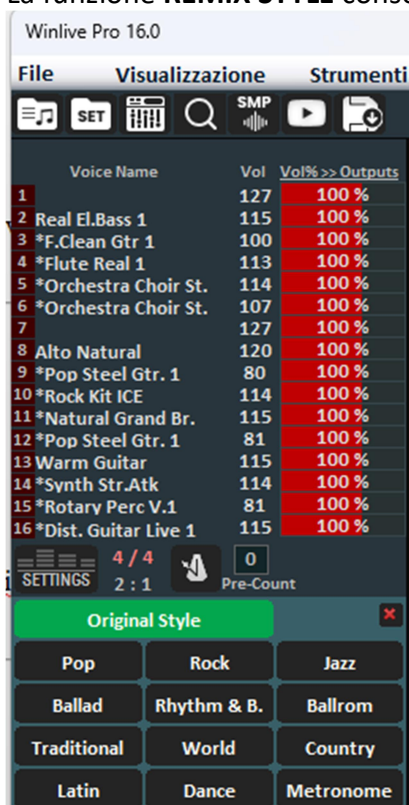 La funzione REMIX STYLE
Winlive Pro 16.0
File Visualizzazione Strumenti
SET SMP
Voice Name Vol Vol% >> Outputs
1 127 100 %
2 Real El.Bass 1 115 100 %
3 *F.Clean Gtr 1 100 100 %
4 *Flute Real 1 113 100 %
5 *Orchestra Choir St. 114 100 %
6 *Orchestra Choir St. 107 100 %
7 127 100 %
8 Alto Natural 120 100 %
9 *Pop Steel Gtr. 1 80 100 %
10 *Rock Kit ICE 114 100 %
11 *Natural Grand Br. 115 100 %
12 *Pop Steel Gtr. 1 81 100 %
13 Warm Guitar 115 100 %
14 *Synth Str.Atk 114 100 %
15 *Rotary Perc V.1 81 100 %
16 *Dist. Guitar Live 1 115 100 %
4 / 4 0
SETTINGS 2 : 1 Pre-Count
Original Style
Pop Rock Jazz
Ballad Rhythm & B. Ballrom
Traditional World Country
Latin Dance Metronome